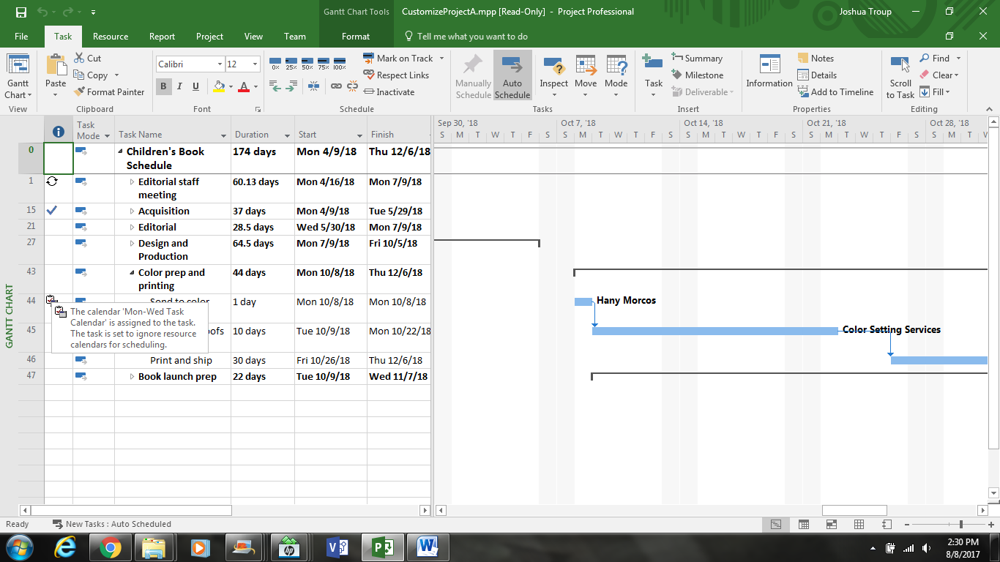 Gantt Chart Tools
CustomizeProjectA.mpp [Read-Only] - Project Professional
Joshua Troup
File Task Resource Report Project View Team Format Tell me what you want to do
Gantt Chart
View
Paste
Cut
Copy
Format Painter
Clipboard
Calibri 12
B I U A
Font
0% 25% 50% 75% 100%
Mark on Track
Respect Links
Inactivate
Schedule
Manually Schedule
Auto Schedule
Inspect
Move
Mode
Tasks
Task
Summary
Milestone
Deliverable
Insert
Information
Notes
Details
Add to Timeline
Properties
Scroll to Task
Find
Clear
Fill
Editing
Task Mode Task Name Duration Start Finish
Sep 30, '18 Oct 7, '18 Oct 14, '18 Oct 21, '18 Oct 28, '18
S M T W T F S S M T W T F S S M T W T F S S M T W T F S S M T W
0 Children's Book Schedule 174 days Mon 4/9/18 Thu 12/6/18
1 Editorial staff meeting 60.13 days Mon 4/16/18 Mon 7/9/18
15 Acquisition 37 days Mon 4/9/18 Tue 5/29/18
21 Editorial 28.5 days Wed 5/30/18 Mon 7/9/18
27 Design and Production 64.5 days Mon 7/9/18 Fri 10/5/18
43 Color prep and printing 44 days Mon 10/8/18 Thu 12/6/18
44 Send to color 1 day Mon 10/8/18 Mon 10/8/18
Hany Morcos
The calendar 'Mon-Wed Task
Calendar' is assigned to the task.
The task is set to ignore resource
calendars for scheduling.
45 10 days Tue 10/9/18 Mon 10/22/18
Color Setting Services
46 Print and ship 30 days Fri 10/26/18 Thu 12/6/18
47 Book launch prep 22 days Tue 10/9/18 Wed 11/7/18
GANTT CHART
Ready New Tasks : Auto Scheduled
2:30 PM
8/8/2017